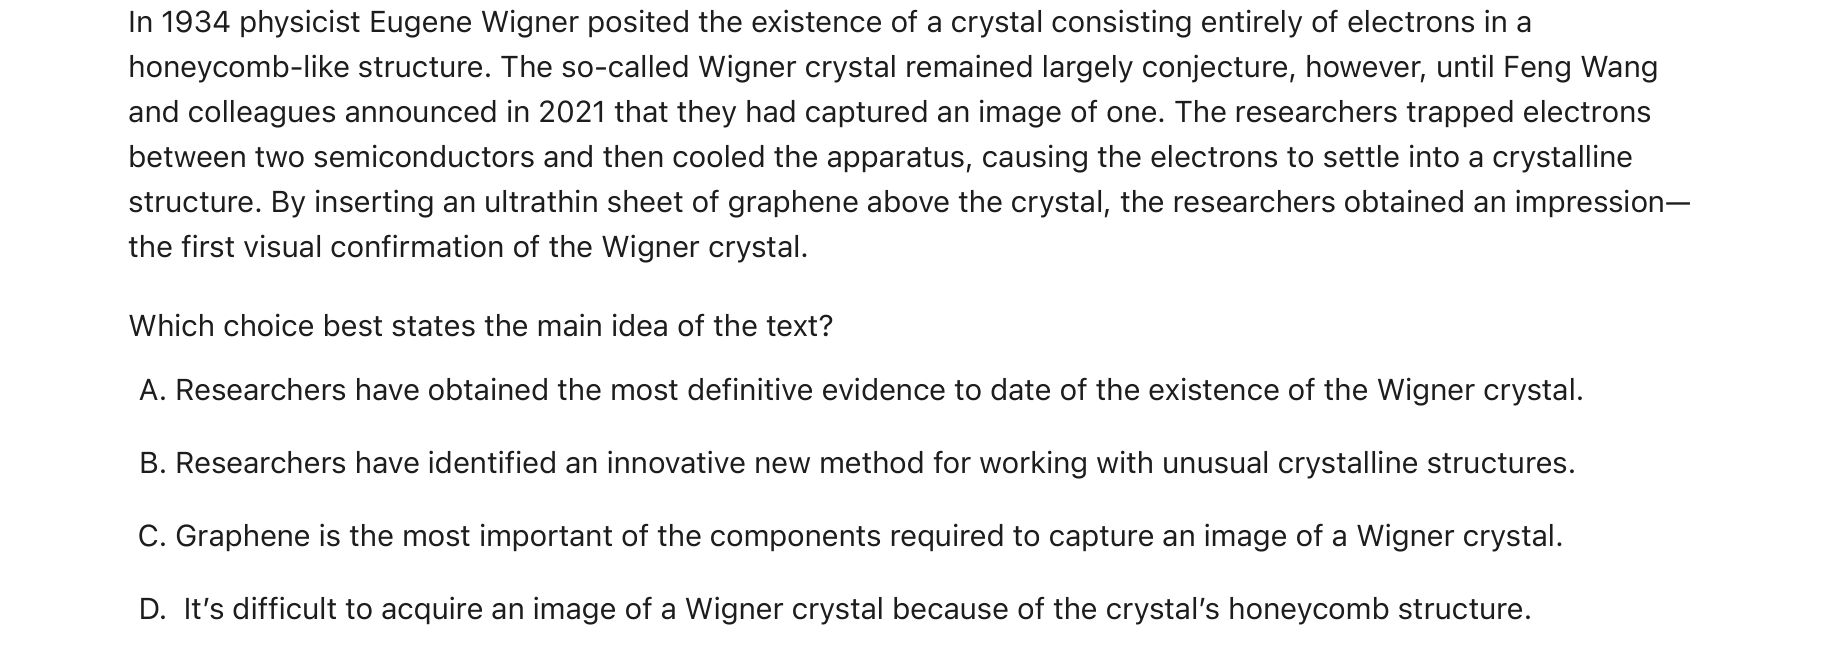 In 1934 physicist Eugene Wigner posited the existence of a crystal consisting entirely of electrons in a
honeycomb-like structure. The so-called Wigner crystal remained largely conjecture, however, until Feng Wang
and colleagues announced in 2021 that they had captured an image of one. The researchers trapped electrons
between two semiconductors and then cooled the apparatus, causing the electrons to settle into a crystalline
structure. By inserting an ultrathin sheet of graphene above the crystal, the researchers obtained an impression—
the first visual confirmation of the Wigner crystal.
Which choice best states the main idea of the text?
A. Researchers have obtained the most definitive evidence to date of the existence of the Wigner crystal.
B. Researchers have identified an innovative new method for working with unusual crystalline structures.
C. Graphene is the most important of the components required to capture an image of a Wigner crystal.
D. It’s difficult to acquire an image of a Wigner crystal because of the crystal’s honeycomb structure.